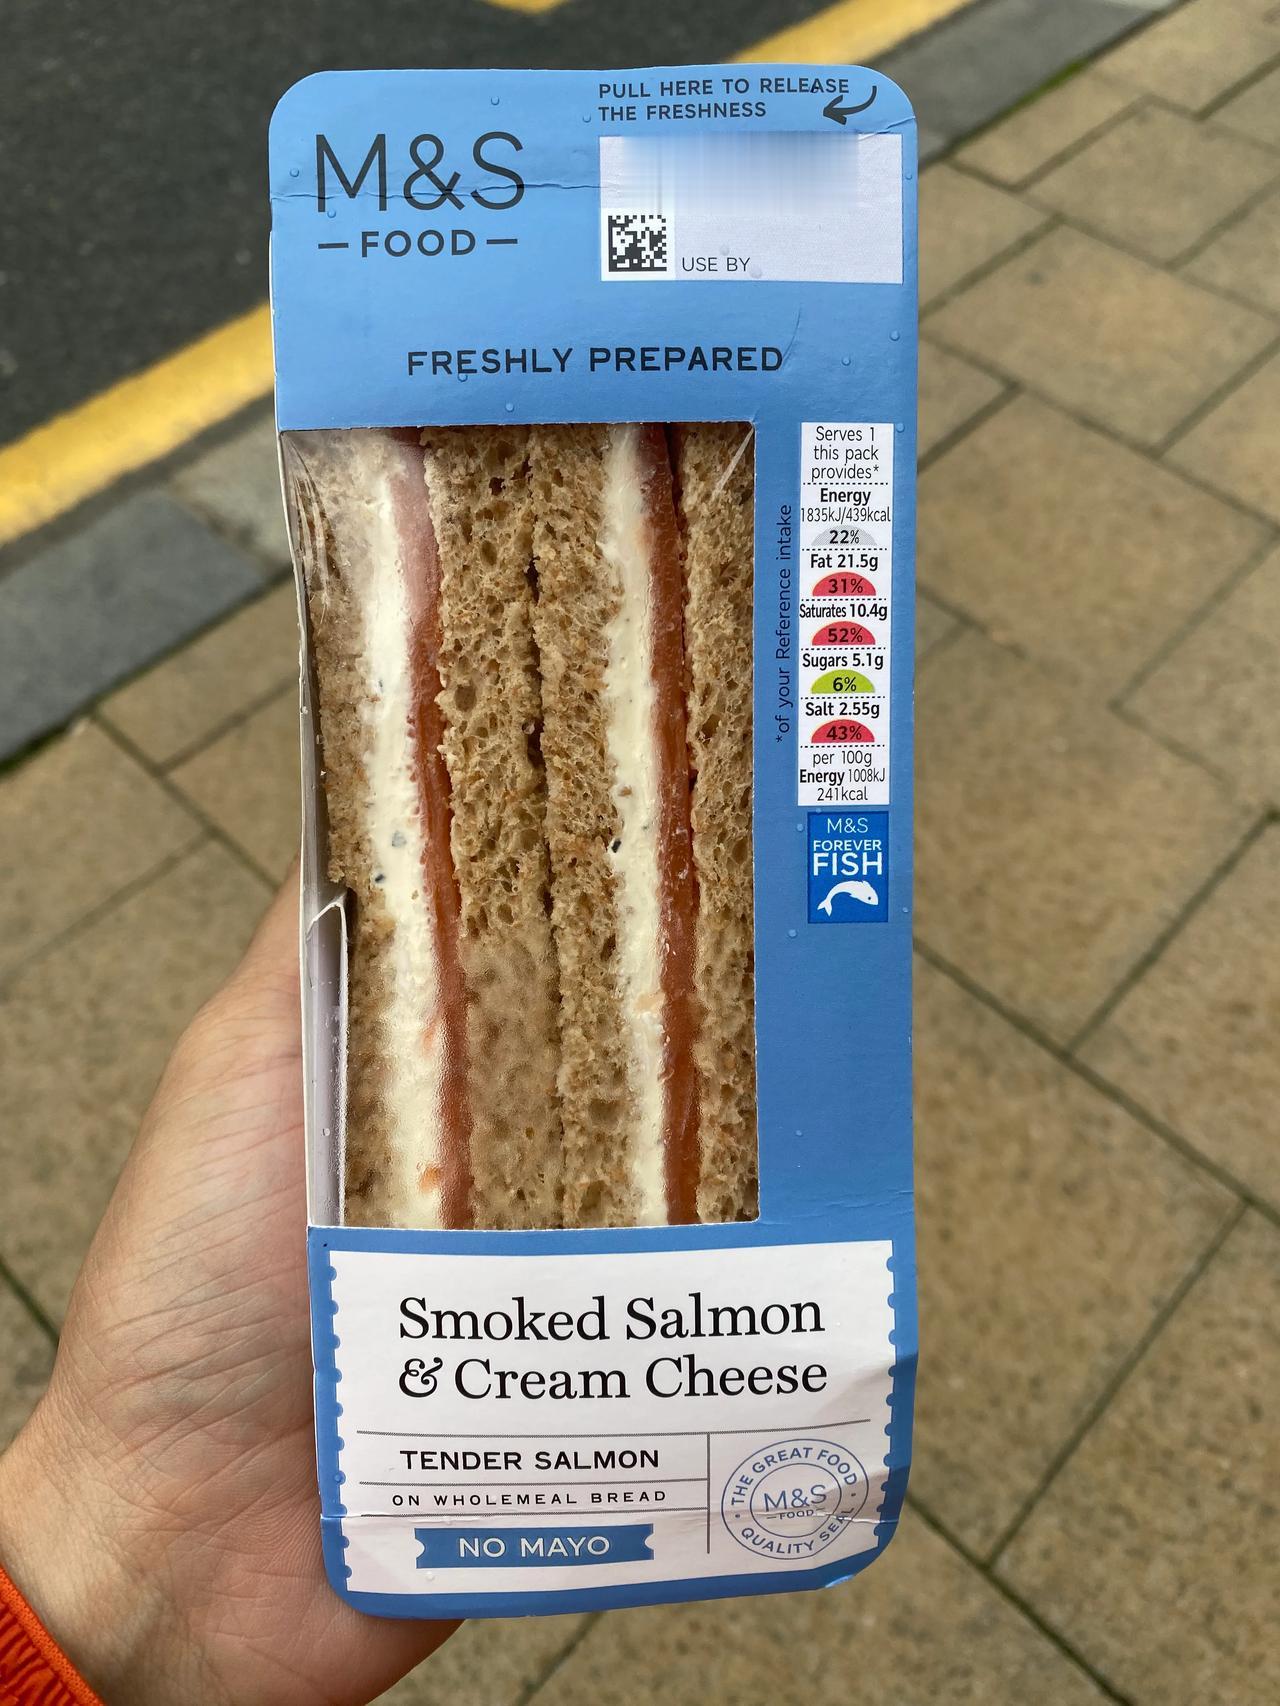 PULL HERE TO RELEASE
THE FRESHNESS
M&S
FOOD
USE BY
FRESHLY PREPARED
Serves 1
this pack
provides*
Energy
1835kJ/439kcal
22%
Fat 21.5g
31%
Saturates 10.4g
52%
Sugars 5.1g
6%
Salt 2.55g
43%
per 100g
Energy 1008kJ
241kcal
*of your Reference intake
M&S
FOREVER
FISH
Smoked Salmon
& Cream Cheese
TENDER SALMON
ON WHOLEMEAL BREAD
NO MAYO
THE GREAT FOOD
M&S
FOOD
QUALITY SEAL